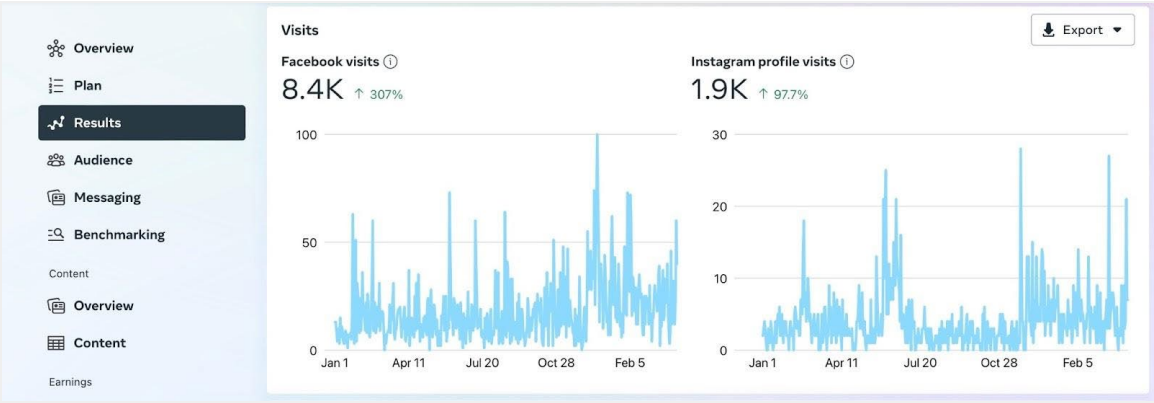 Overview
Plan
Results
Audience
Messaging
Benchmarking
Content
Overview
Content
Earnings
Visits
Export
Facebook visits
8.4K ↑ 307%
100
50
0
Jan 1 Apr 11 Jul 20 Oct 28 Feb 5
Instagram profile visits
1.9K ↑ 97.7%
30
20
10
0
Jan 1 Apr 11 Jul 20 Oct 28 Feb 5